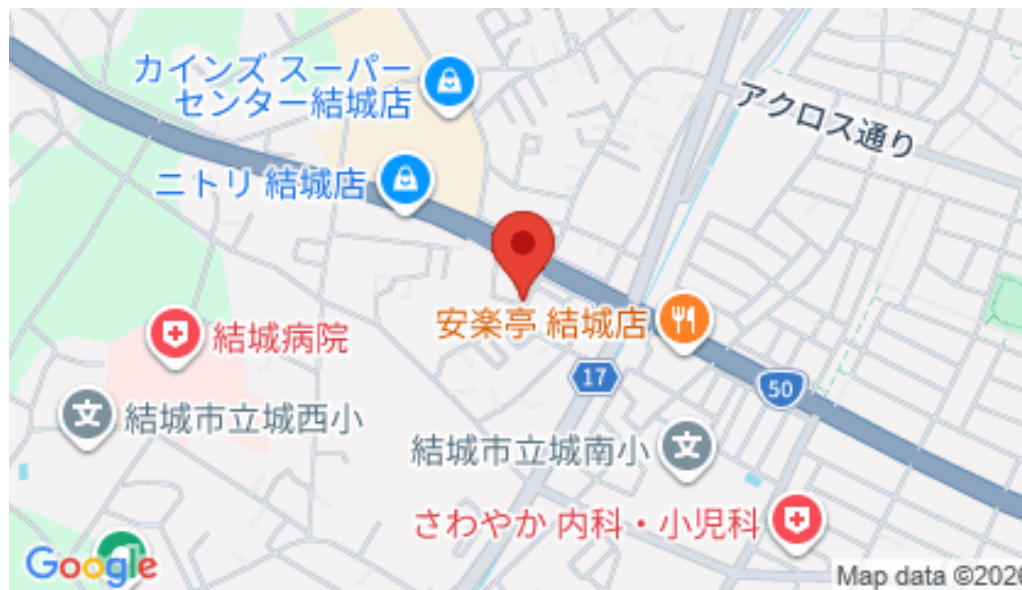 カインズ スーパー
センター結城店
アクロス通り
ニトリ 結城店
安楽亭 結城店
結城病院
17
50
結城市立城西小
結城市立城南小
さわやか 内科・小児科
Google
Map data ©2026